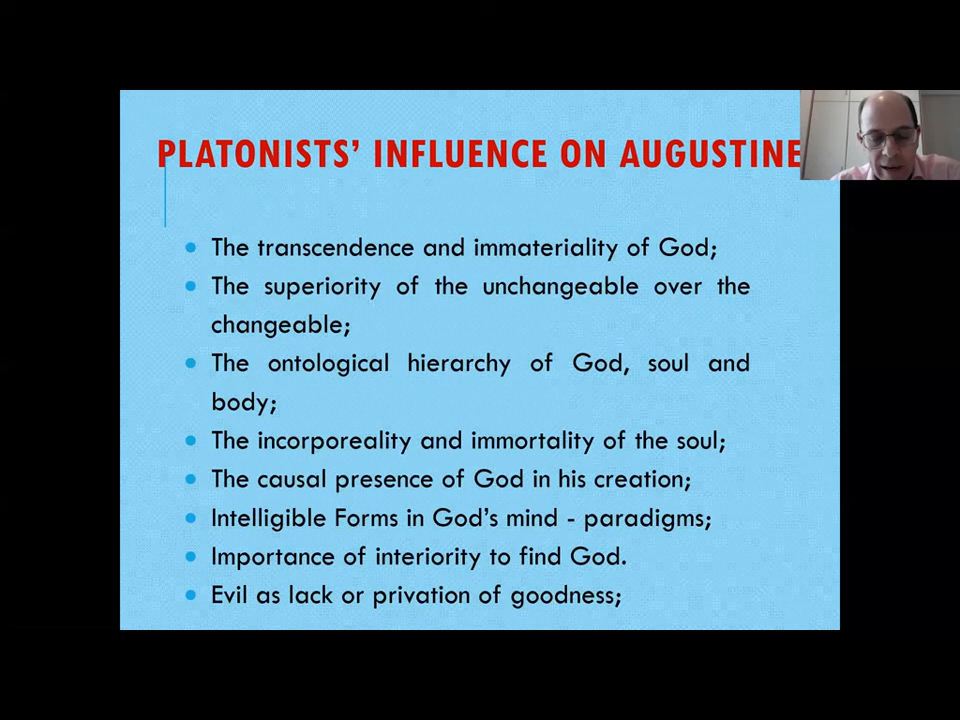 PLATONISTS' INFLUENCE ON AUGUSTINE
The transcendence and immateriality of God;
The superiority of the unchangeable over the
changeable;
The ontological hierarchy of God, soul and
body;
The incorporeality and immortality of the soul;
The causal presence of God in his creation;
Intelligible Forms in God's mind - paradigms;
Importance of interiority to find God.
Evil as lack or privation of goodness;